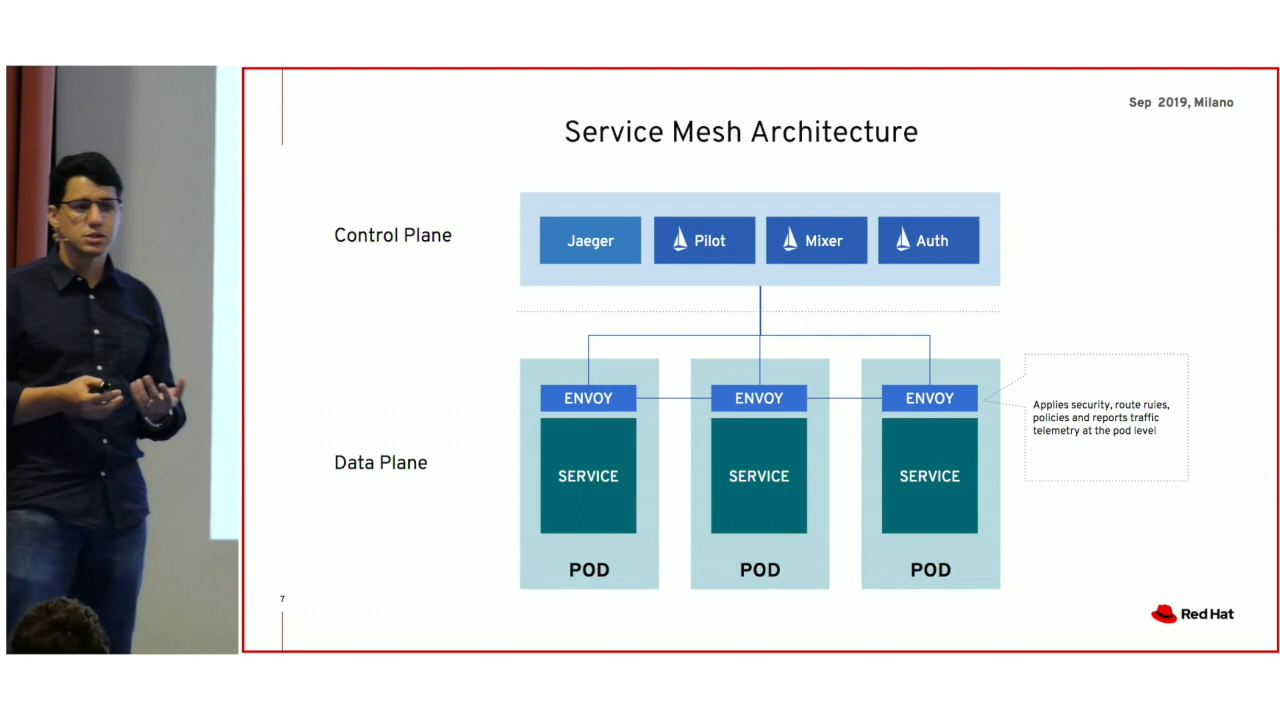 Sep 2019, Milano
Service Mesh Architecture
Control Plane
Jaeger
Pilot
Mixer
Auth
ENVOY
ENVOY
ENVOY
Applies security, route rules,
policies and reports traffic
telemetry at the pod level
Data Plane
SERVICE
SERVICE
SERVICE
POD
POD
POD
7
Red Hat